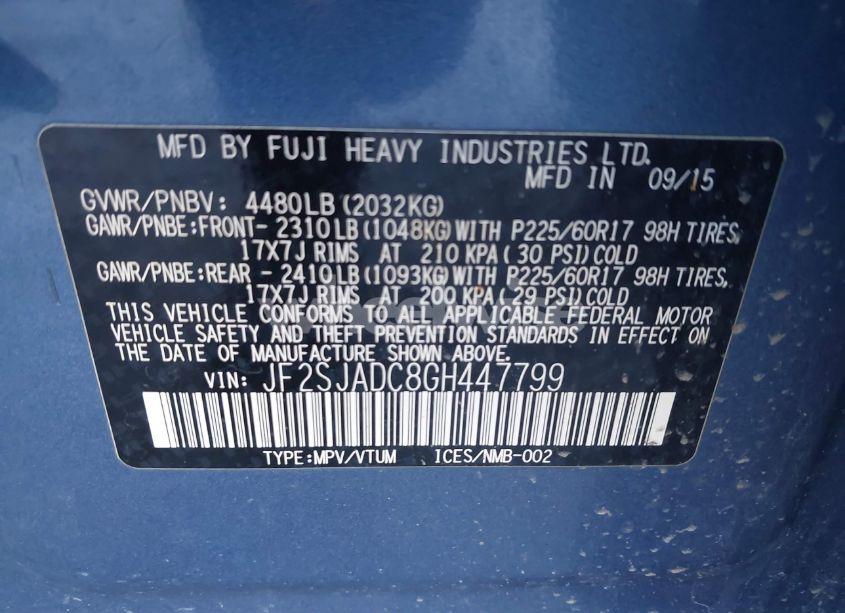 MFD BY FUJI HEAVY INDUSTRIES LTD.
MFD IN 09/15
GVWR/PNBV: 4480LB (2032KG)
GAWR/PNBE:FRONT- 2310LB (1048KG) WITH P225/60R17 98H TIRES,
17X7J RIMS AT 210 KPA ( 30 PSI) COLD
GAWR/PNBE:REAR - 2410LB (1093KG) WITH P225/60R17 98H TIRES,
17X7J RIMS AT 200 KPA (29 PSI) COLD
THIS VEHICLE CONFORMS TO ALL APPLICABLE FEDERAL MOTOR
VEHICLE SAFETY AND THEFT PREVENTION STANDARDS IN EFFECT ON
THE DATE OF MANUFACTURE SHOWN ABOVE.
VIN: JF2SJADC8GH447799
TYPE:MPV/VTUM ICES/NMB-002